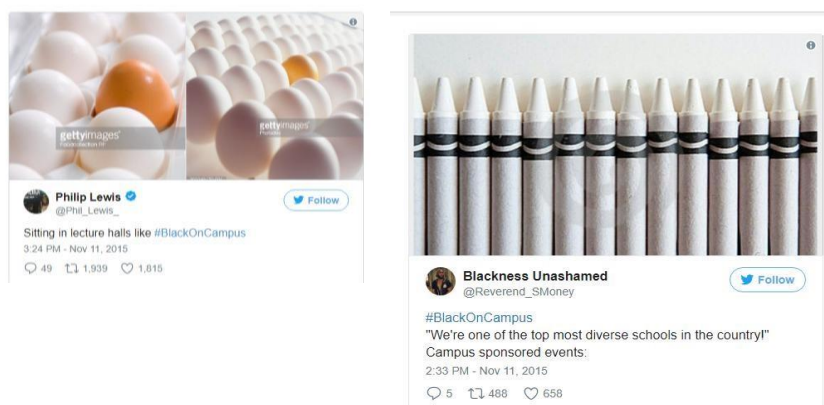 gettyimages
gettyimages
Philip Lewis
Follow
@Phil_Lewis_
Sitting in lecture halls like #BlackOnCampus
3:24 PM - Nov 11, 2015
49 1,939 1,815
Blackness Unashamed
Follow
@Reverend_SMoney
#BlackOnCampus
"We're one of the top most diverse schools in the country!"
Campus sponsored events:
2:33 PM - Nov 11, 2015
5 488 658